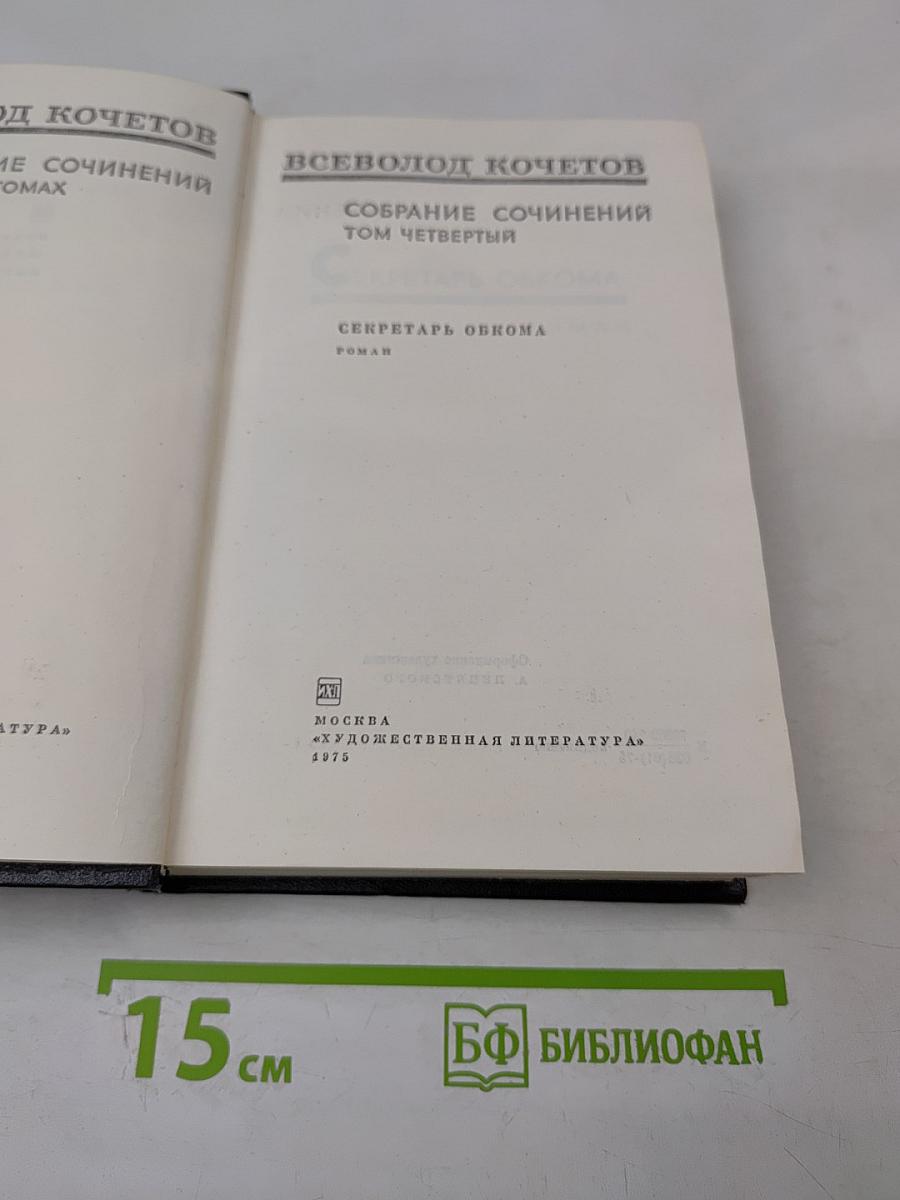 ОД КОЧЕТОВ
ИЕ СОЧИНЕНИЙ
ТОМАХ
АТУРА»
ВСЕВОЛОД КОЧЕТОВ
СОБРАНИЕ СОЧИНЕНИЙ
ТОМ ЧЕТВЕРТЫЙ
СЕКРЕТАРЬ ОБКОМА
РОМАН
МОСКВА
«ХУДОЖЕСТВЕННАЯ ЛИТЕРАТУРА»
1975
15 см
БФ БИБЛИОФАН